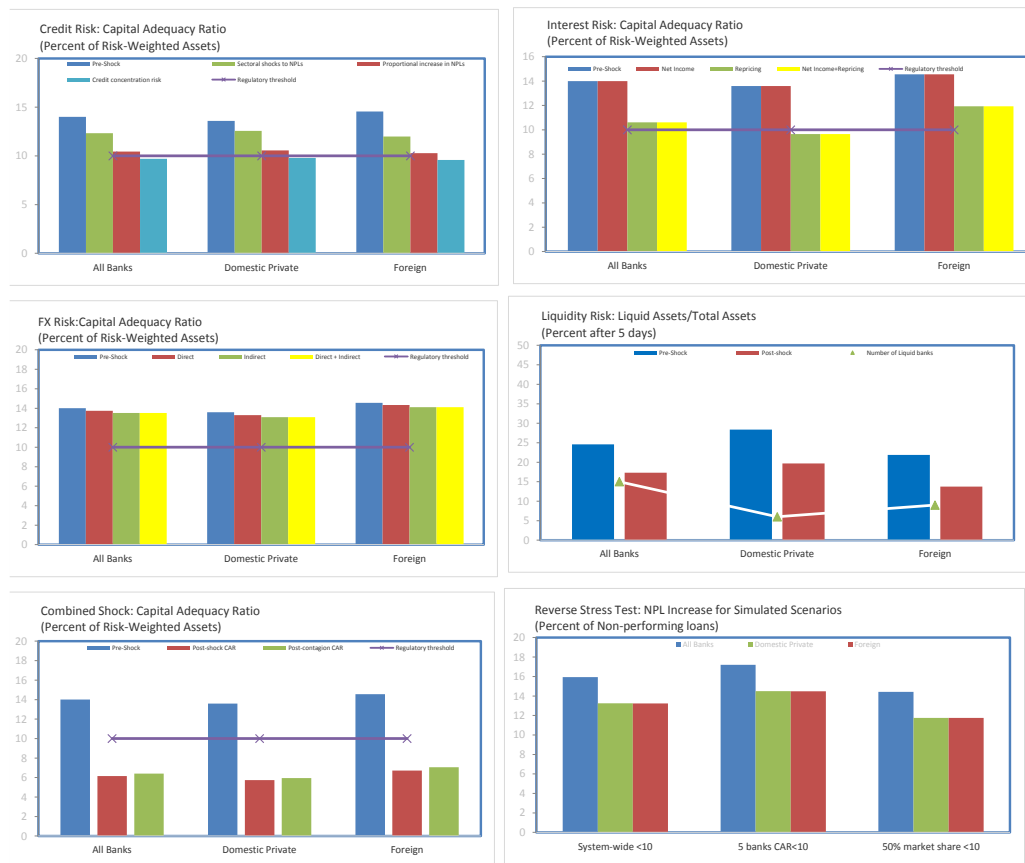 Credit Risk: Capital Adequacy Ratio
(Percent of Risk-Weighted Assets)
20
Pre-Shock
Sectoral shocks to NPLs
Proportional increase in NPLs
Credit concentration risk
Regulatory threshold
15
10
5
0
All Banks
Domestic Private
Foreign
Interest Risk: Capital Adequacy Ratio
(Percent of Risk-Weighted Assets)
16
Pre-Shock
Net Income
Repricing
Net Income+Repricing
Regulatory threshold
14
12
10
8
6
4
2
0
All Banks
Domestic Private
Foreign
FX Risk:Capital Adequacy Ratio
(Percent of Risk-Weighted Assets)
20
Pre-Shock
Direct
Indirect
Direct + Indirect
Regulatory threshold
18
16
14
12
10
8
6
4
2
0
All Banks
Domestic Private
Foreign
Liquidity Risk: Liquid Assets/Total Assets
(Percent after 5 days)
50
Pre-Shock
Post-shock
Number of Liquid banks
45
40
35
30
25
20
15
10
5
0
All Banks
Domestic Private
Foreign
Combined Shock: Capital Adequacy Ratio
(Percent of Risk-Weighted Assets)
20
Pre-Shock
Post-shock CAR
Post-contagion CAR
Regulatory threshold
18
16
14
12
10
8
6
4
2
0
All Banks
Domestic Private
Foreign
Reverse Stress Test: NPL Increase for Simulated Scenarios
(Percent of Non-performing loans)
20
All Banks
Domestic Private
Foreign
18
16
14
12
10
8
6
4
2
0
System-wide <10
5 banks CAR<10
50% market share <10